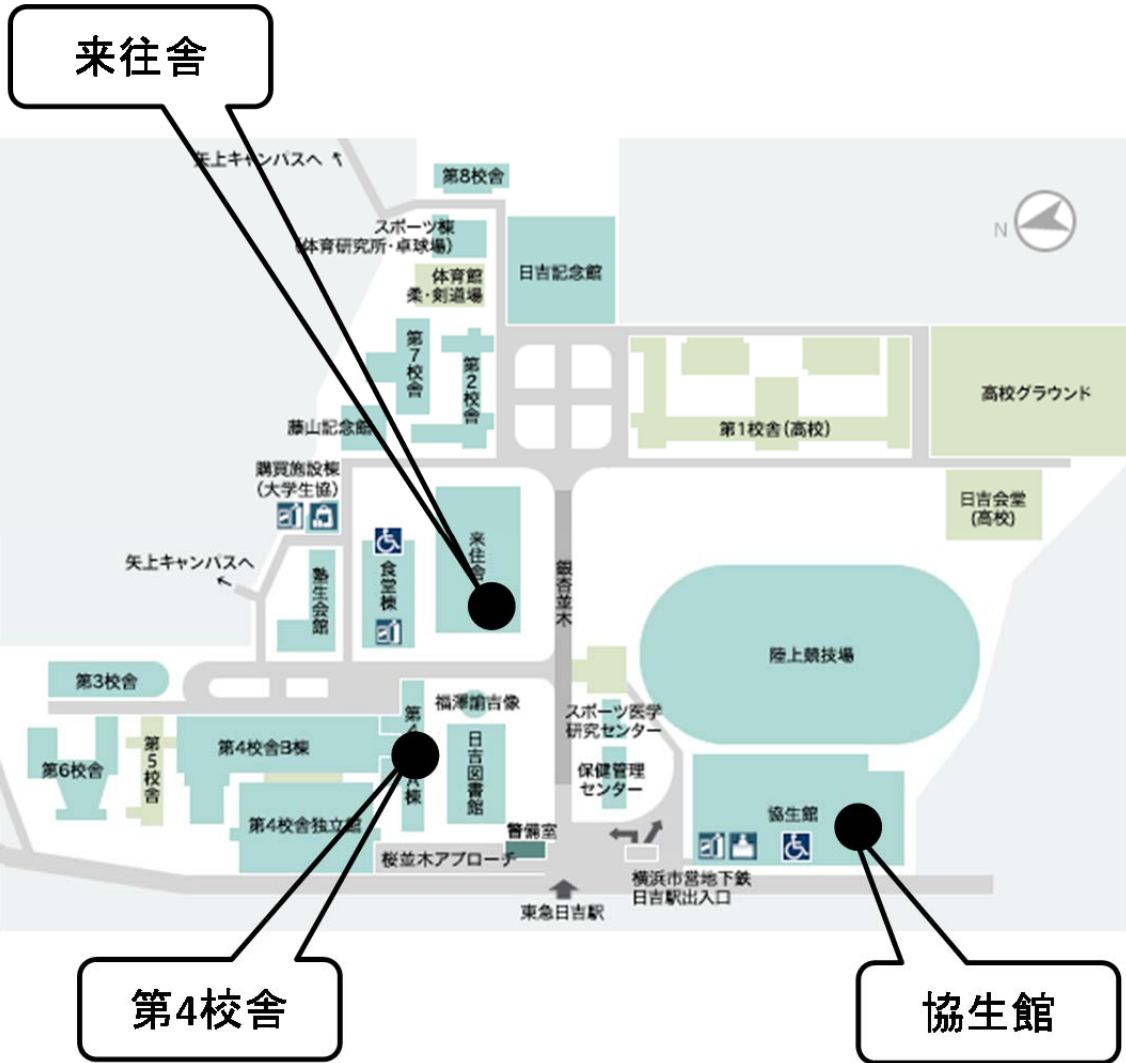 来往舎
矢上キャンパスへ
第8校舎
スポーツ棟
(体育研究所・卓球場)
N
体育館
柔・剣道場
日吉記念館
第7校舎
第2校舎
高校グラウンド
藤山記念館
第1校舎(高校)
購買施設棟
(大学生協)
日吉会堂
(高校)
来往舎
矢上キャンパスへ
食堂棟
塾生会館
銀杏並木
陸上競技場
第3校舎
福澤諭吉像
第4
A棟
スポーツ医学
研究センター
第4校舎B棟
日吉図書館
第5校舎
第6校舎
保健管理
センター
協生館
第4校舎独立館
警備室
桜並木アプローチ
横浜市営地下鉄
日吉駅出入口
東急日吉駅
第4校舎
協生館